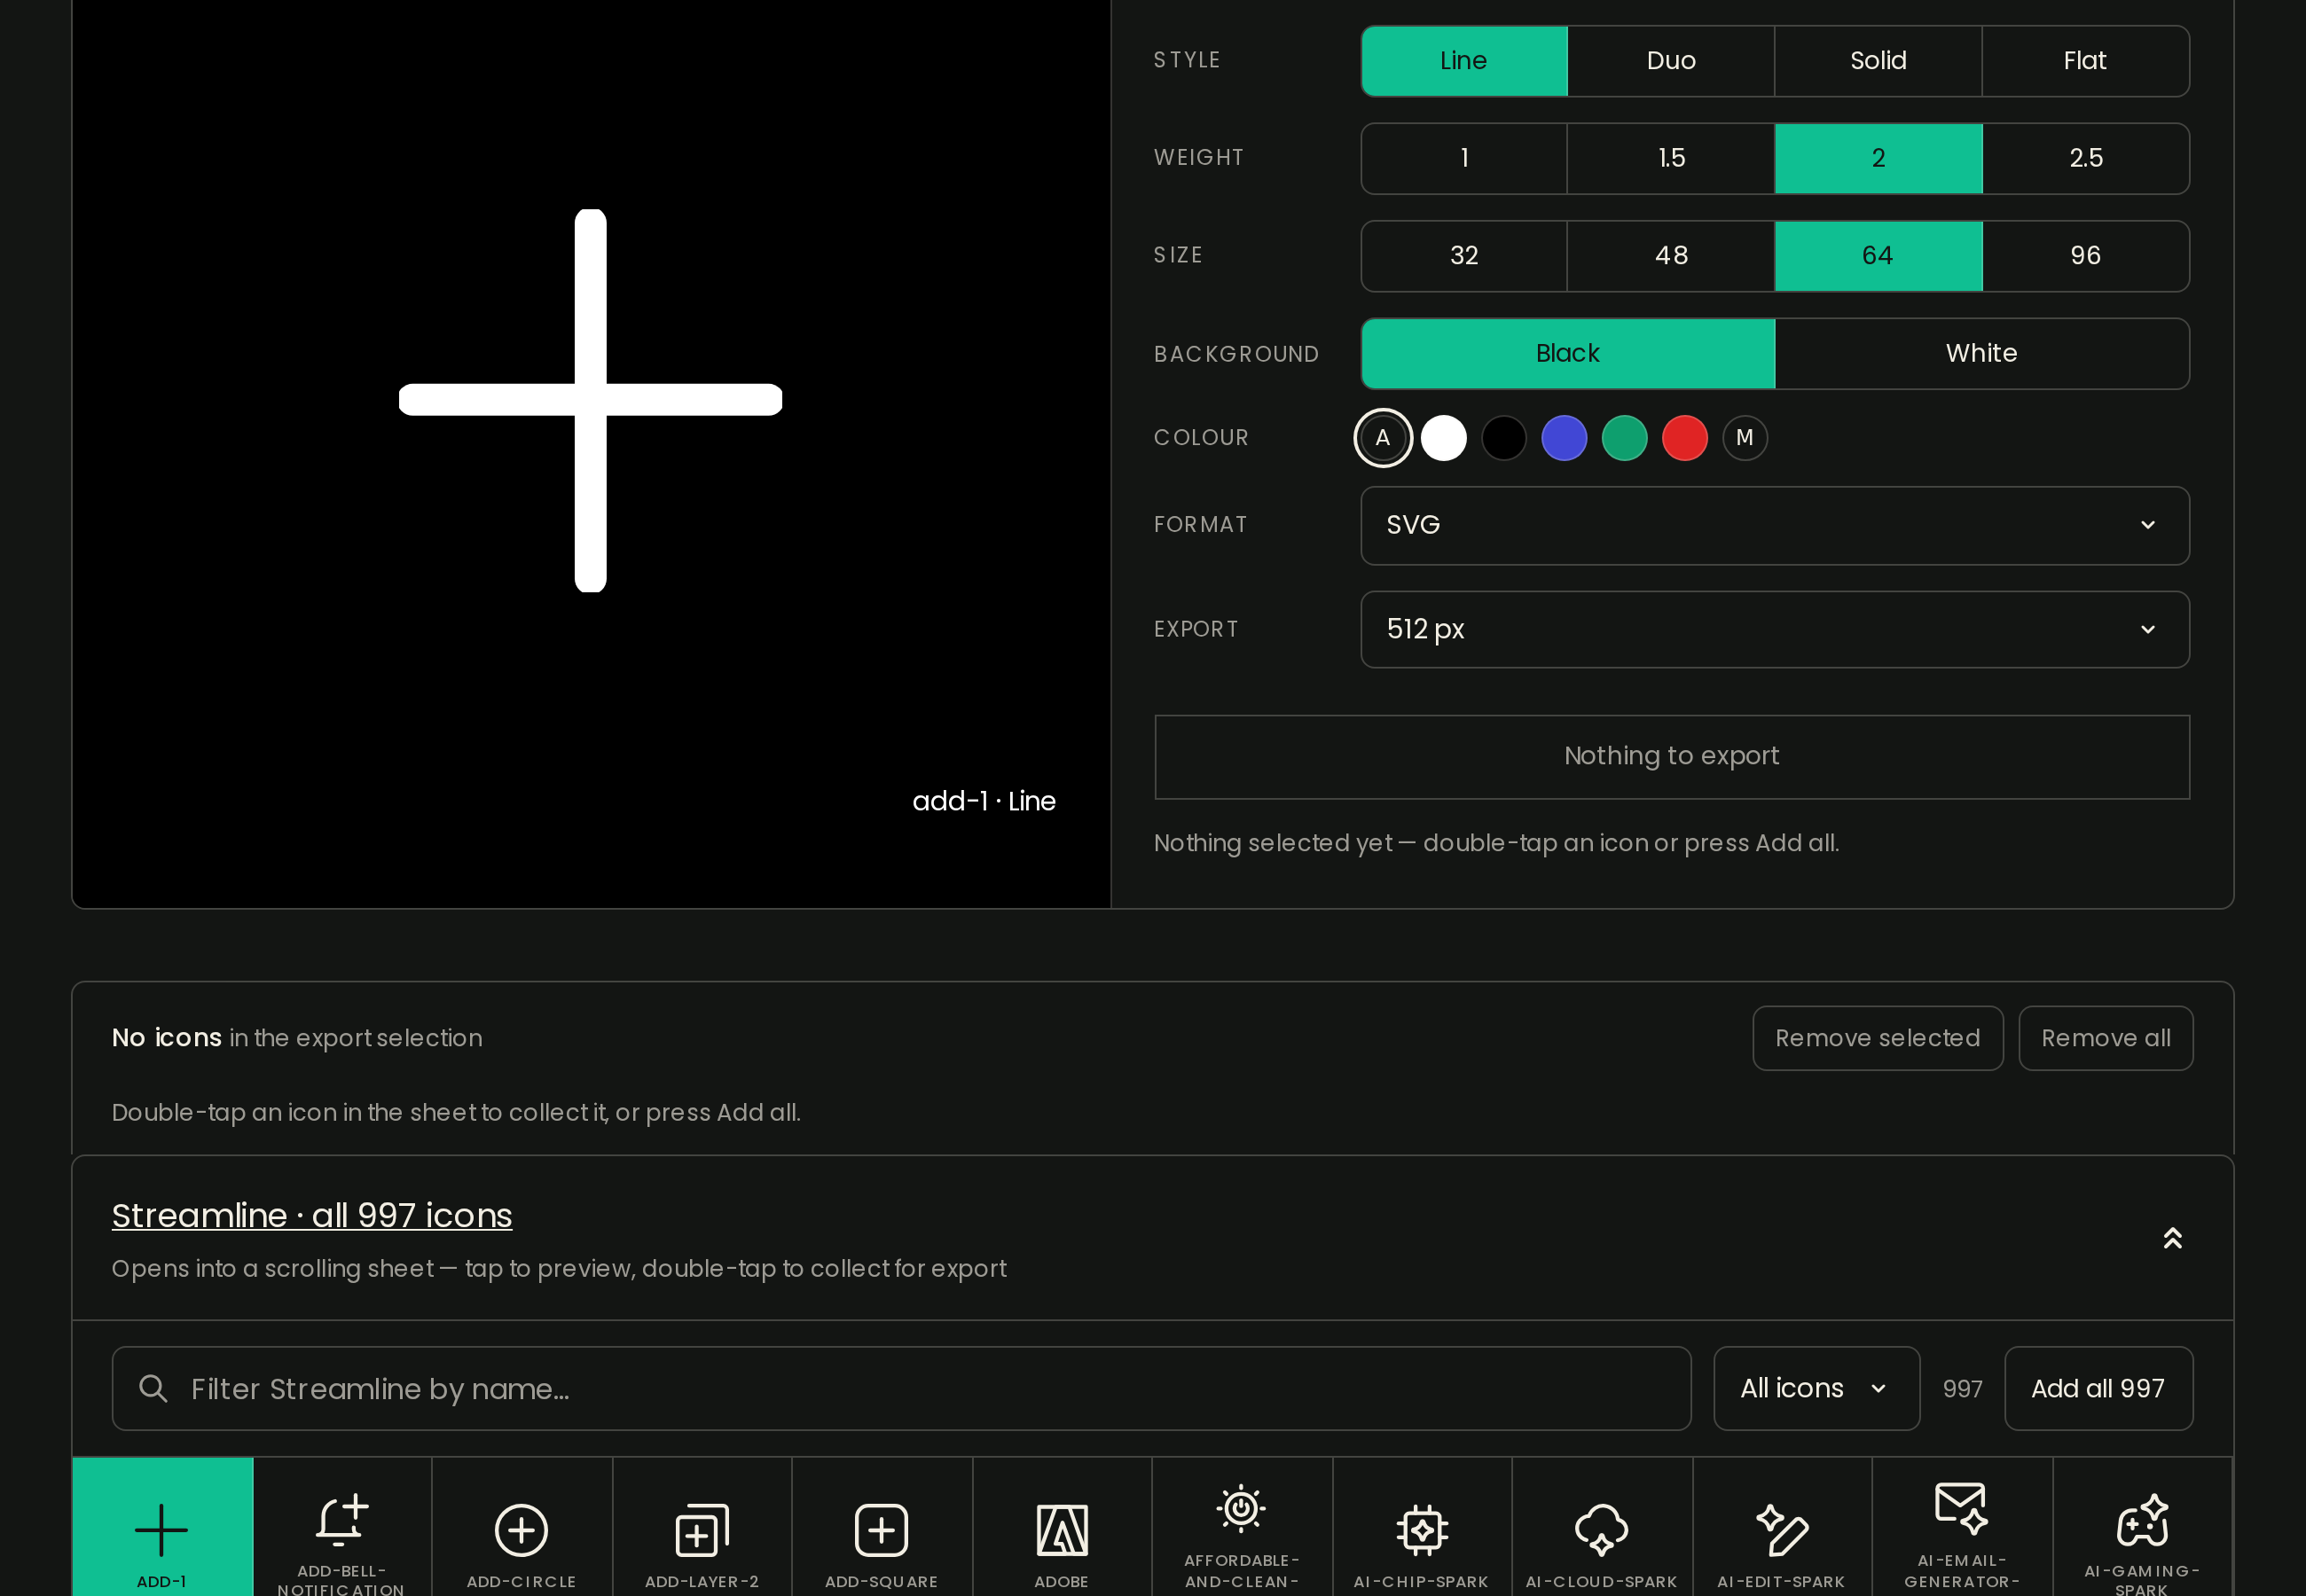 STYLE
Line
Duo
Solid
Flat
WEIGHT
1
1.5
2
2.5
SIZE
32
48
64
96
BACKGROUND
Black
White
COLOUR
A
M
FORMAT
SVG
EXPORT
512 px
Nothing to export
add-1 · Line
Nothing selected yet — double-tap an icon or press Add all.
No icons in the export selection
Remove selected
Remove all
Double-tap an icon in the sheet to collect it, or press Add all.
Streamline · all 997 icons
Opens into a scrolling sheet — tap to preview, double-tap to collect for export
Filter Streamline by name...
All icons
997
Add all 997
ADD-1
ADD-BELL-
NOTIFICATION
ADD-CIRCLE
ADD-LAYER-2
ADD-SQUARE
ADOBE
AFFORDABLE-
AND-CLEAN-
AI-CHIP-SPARK
AI-CLOUD-SPARK
AI-EDIT-SPARK
AI-EMAIL-
GENERATOR-
AI-GAMING-
SPARK